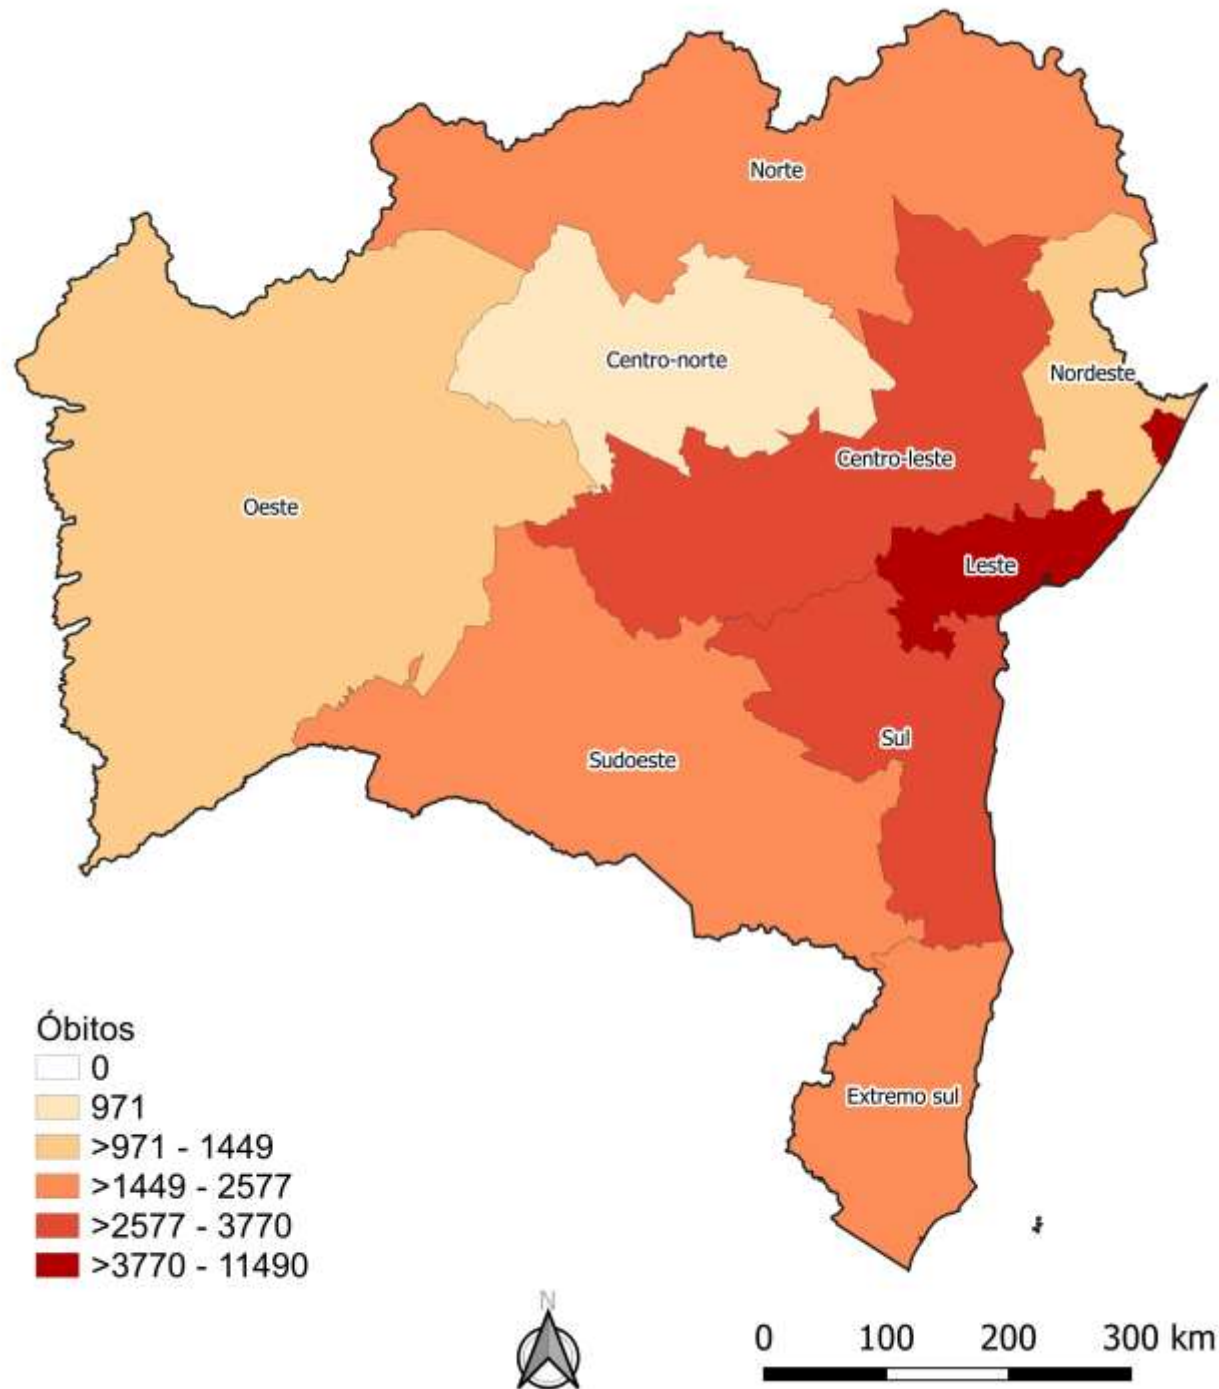 Norte
Centro-norte
Nordeste
Centro-leste
Oeste
Leste
Sul
Sudoeste
Extremo sul
Óbitos
0
971
>971 - 1449
>1449 - 2577
>2577 - 3770
>3770 - 11490
N
0 100 200 300 km